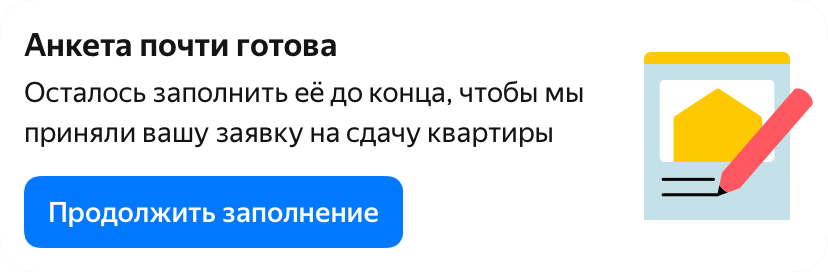 Анкета почти готова
Осталось заполнить её до конца, чтобы мы
приняли вашу заявку на сдачу квартиры
Продолжить заполнение